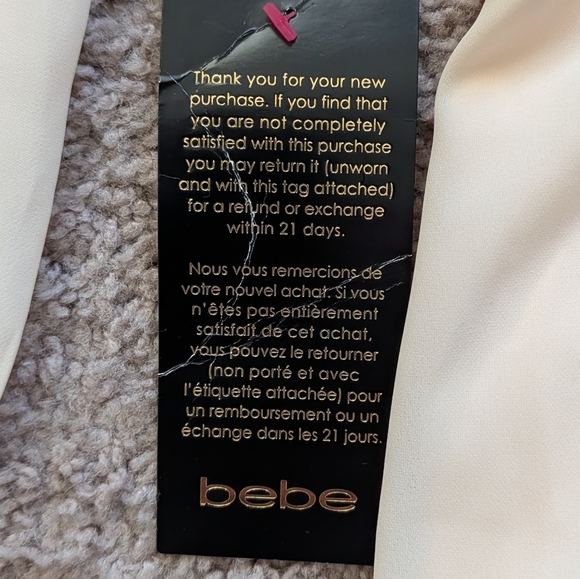 Thank you for your new
purchase. If you find that
you are not completely
satisfied with this purchase
you may return it (unworn
and with this tag attached)
for a refund or exchange
within 21 days.
Nous vous remercions de
votre nouvel achat. Si vous
n'êtes pas entièrement
satisfait de cet achat,
vous pouvez le retourner
(non porté et avec
l'étiquette attachée) pour
un remboursement ou un
échange dans les 21 jours.
bebe